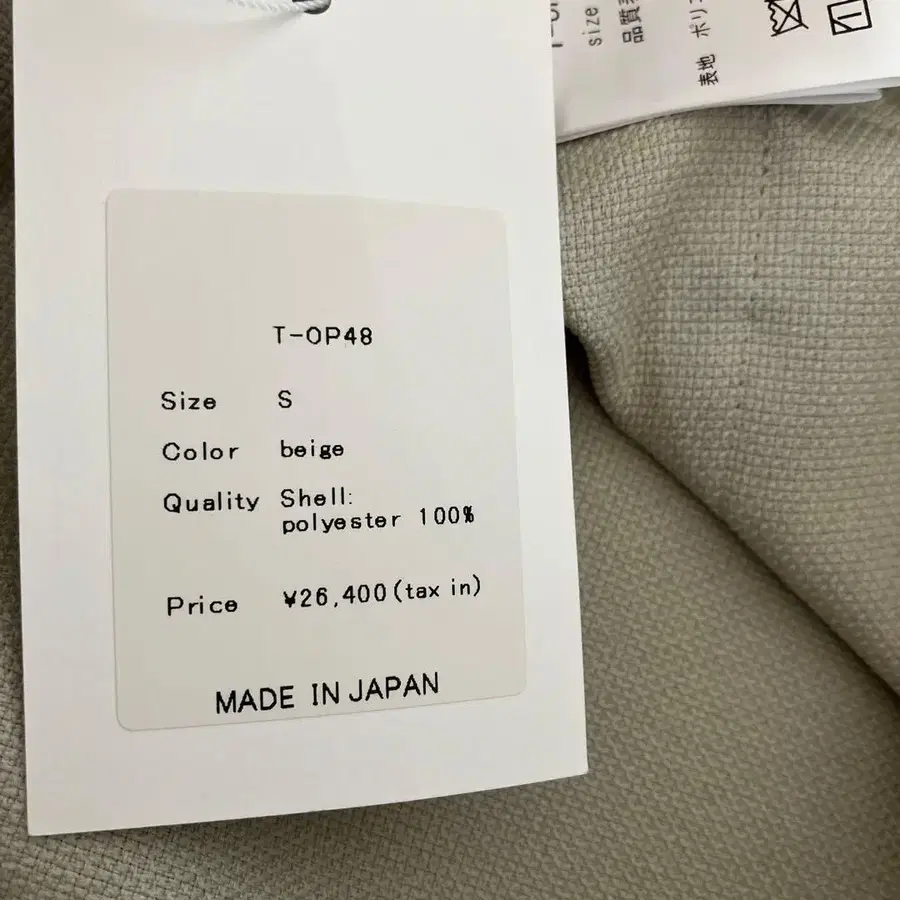 T-OP48
Size S
Color beige
Quality Shell:
polyester 100%
Price ¥26,400(tax in)
MADE IN JAPAN
size
品質
表地 ポリ